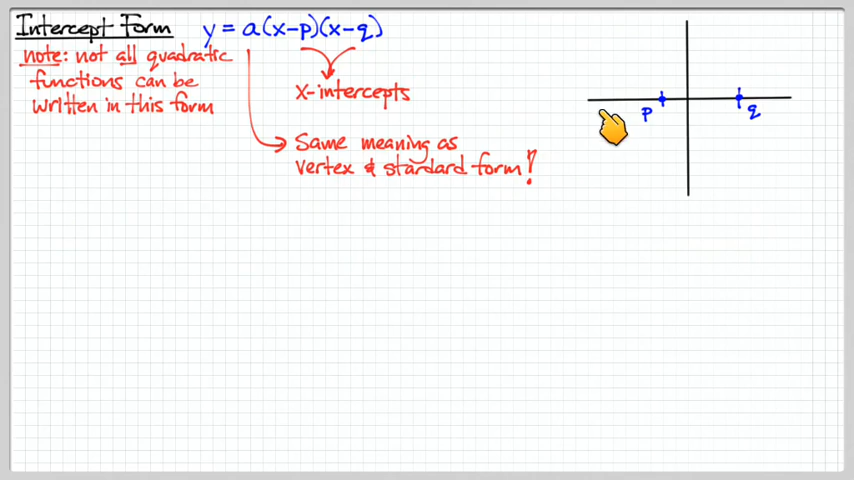 Intercept Form y = a(x-p)(x-q)
note: not all quadratic
functions can be
written in this form
x-intercepts
Same meaning as
vertex & standard form!
p
q